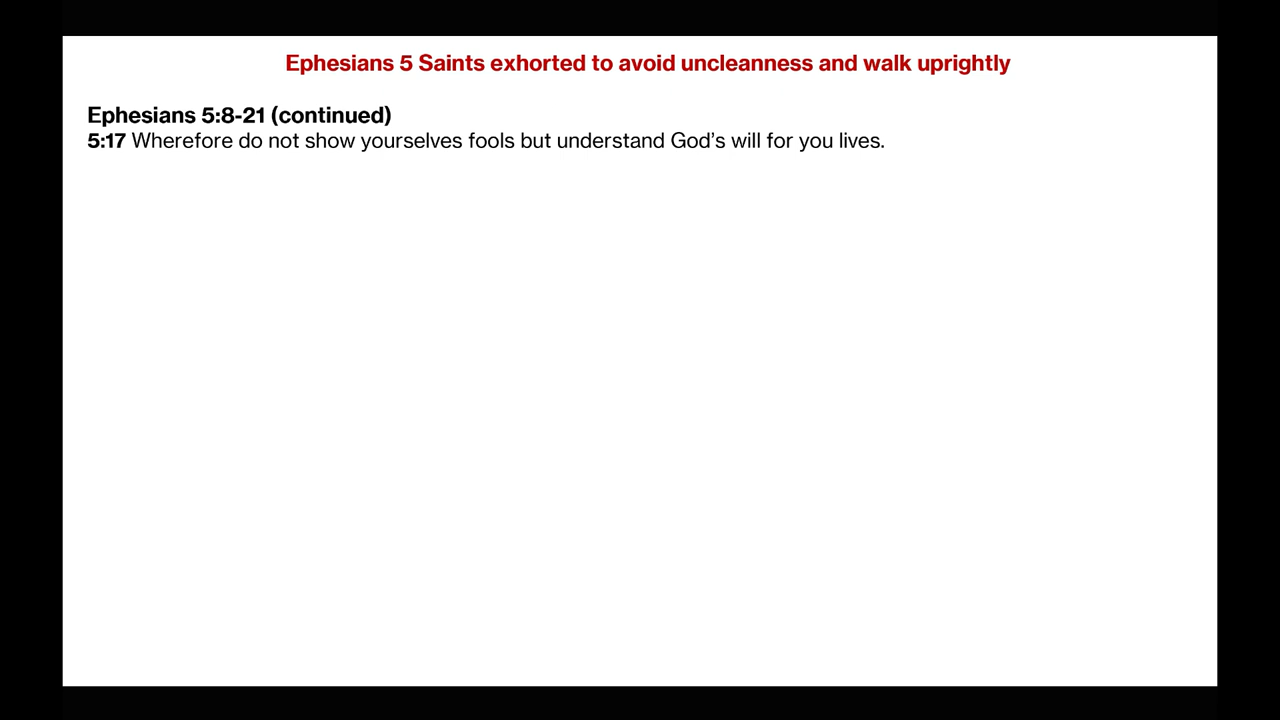 Ephesians 5 Saints exhorted to avoid uncleanness and walk uprightly
Ephesians 5:8-21 (continued)
5:17 Wherefore do not show yourselves fools but understand God’s will for you lives.